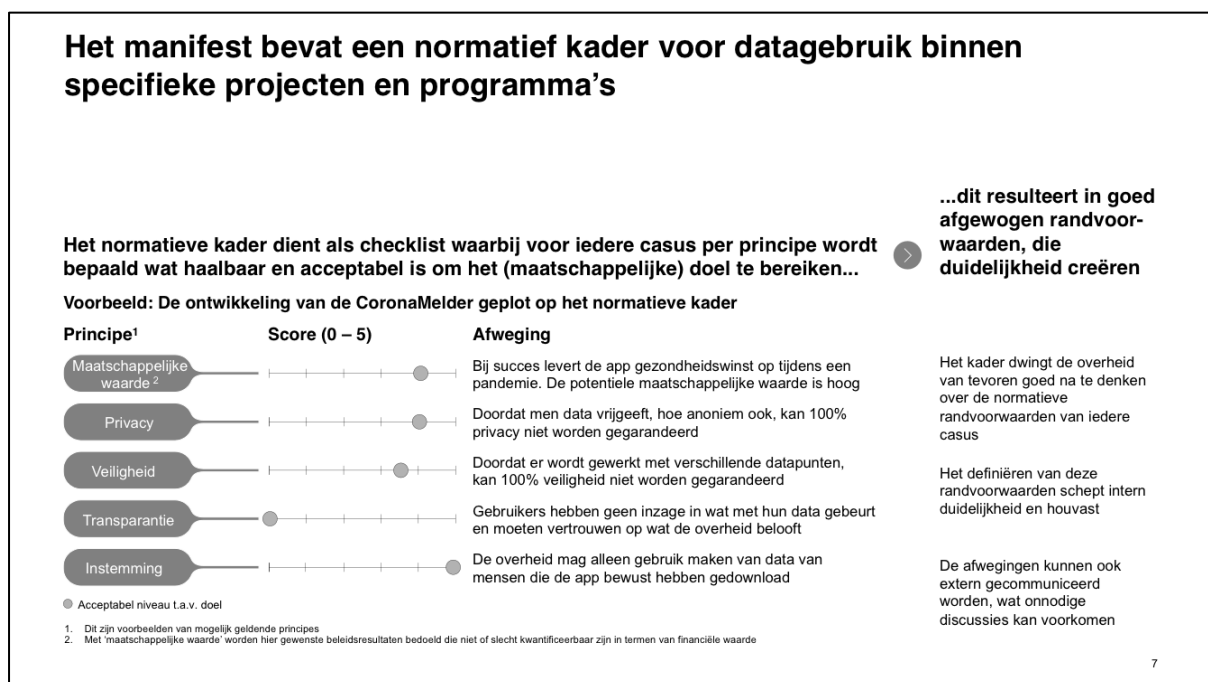 Het manifest bevat een normatief kader voor datagebruik binnen
specifieke projecten en programma's
Het normatieve kader dient als checklist waarbij voor iedere casus per principe wordt
bepaald wat haalbaar en acceptabel is om het (maatschappelijke) doel te bereiken...
...dit resulteert in goed
afgewogen randvoor-
waarden, die
duidelijkheid creëren
Voorbeeld: De ontwikkeling van de CoronaMelder geplot op het normatieve kader
Principe¹
Score (0 – 5)
Afweging
Maatschappelijke
waarde ²
Bij succes levert de app gezondheidswinst op tijdens een
pandemie. De potentiele maatschappelijke waarde is hoog
Privacy
Doordat men data vrijgeeft, hoe anoniem ook, kan 100%
privacy niet worden gegarandeerd
Veiligheid
Doordat er wordt gewerkt met verschillende datapunten,
kan 100% veiligheid niet worden gegarandeerd
Transparantie
Gebruikers hebben geen inzage in wat met hun data gebeurt
en moeten vertrouwen op wat de overheid belooft
Instemming
De overheid mag alleen gebruik maken van data van
mensen die de app bewust hebben gedownload
Het kader dwingt de overheid
van tevoren goed na te denken
over de normatieve
randvoorwaarden van iedere
casus
Het definiëren van deze
randvoorwaarden schept intern
duidelijkheid en houvast
De afwegingen kunnen ook
extern gecommuniceerd
worden, wat onnodige
discussies kan voorkomen
Acceptabel niveau t.a.v. doel
1. Dit zijn voorbeelden van mogelijk geldende principes
2. Met 'maatschappelijke waarde' worden hier gewenste beleidsresultaten bedoeld die niet of slecht kwantificeerbaar zijn in termen van financiële waarde
7